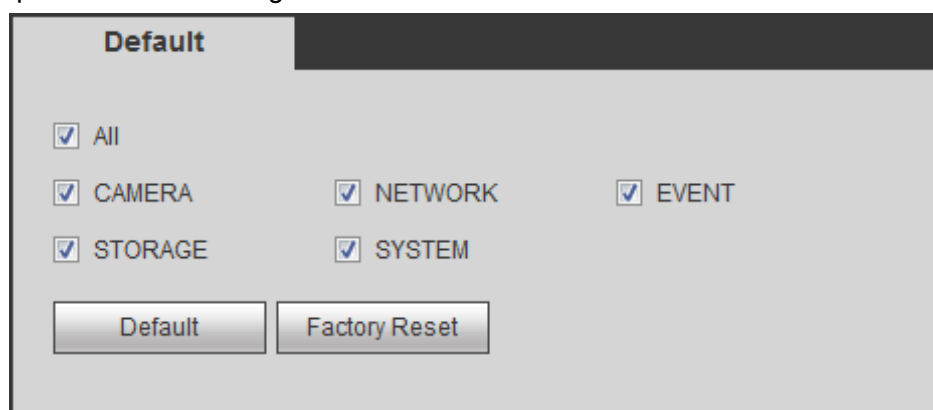 Default
All
CAMERA NETWORK EVENT
STORAGE SYSTEM
Default Factory Reset